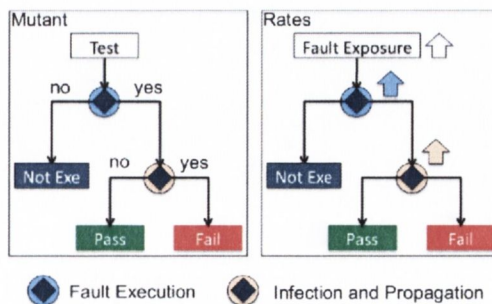 Mutant
Test
no
yes
Not Exe
no
yes
Pass
Fail
Rates
Fault Exposure
Not Exe
Pass
Fail
Fault Execution
Infection and Propagation